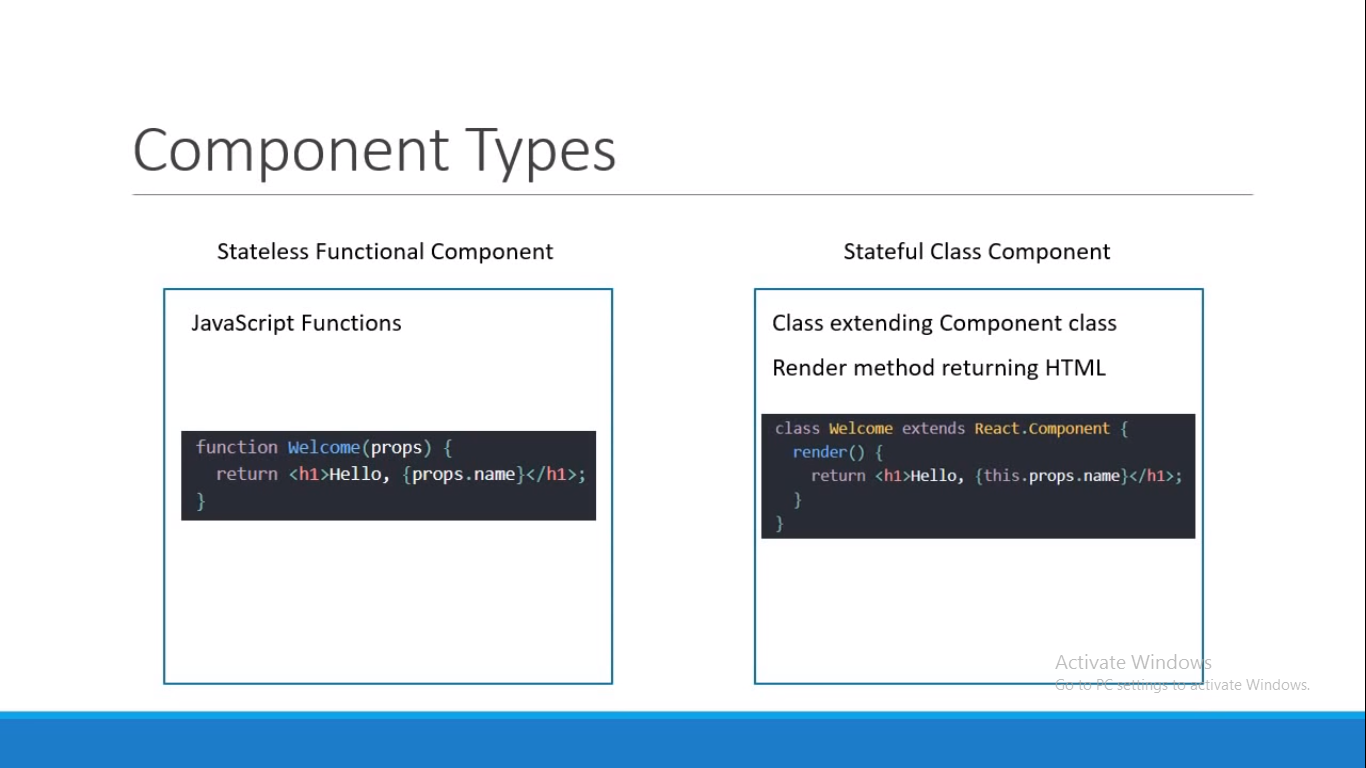 Component Types
Stateless Functional Component
JavaScript Functions
function Welcome(props) {
  return <h1>Hello, {props.name}</h1>;
}
Stateful Class Component
Class extending Component class
Render method returning HTML
class Welcome extends React.Component {
  render() {
    return <h1>Hello, {this.props.name}</h1>;
  }
}
Activate Windows
Go to PC settings to activate Windows.